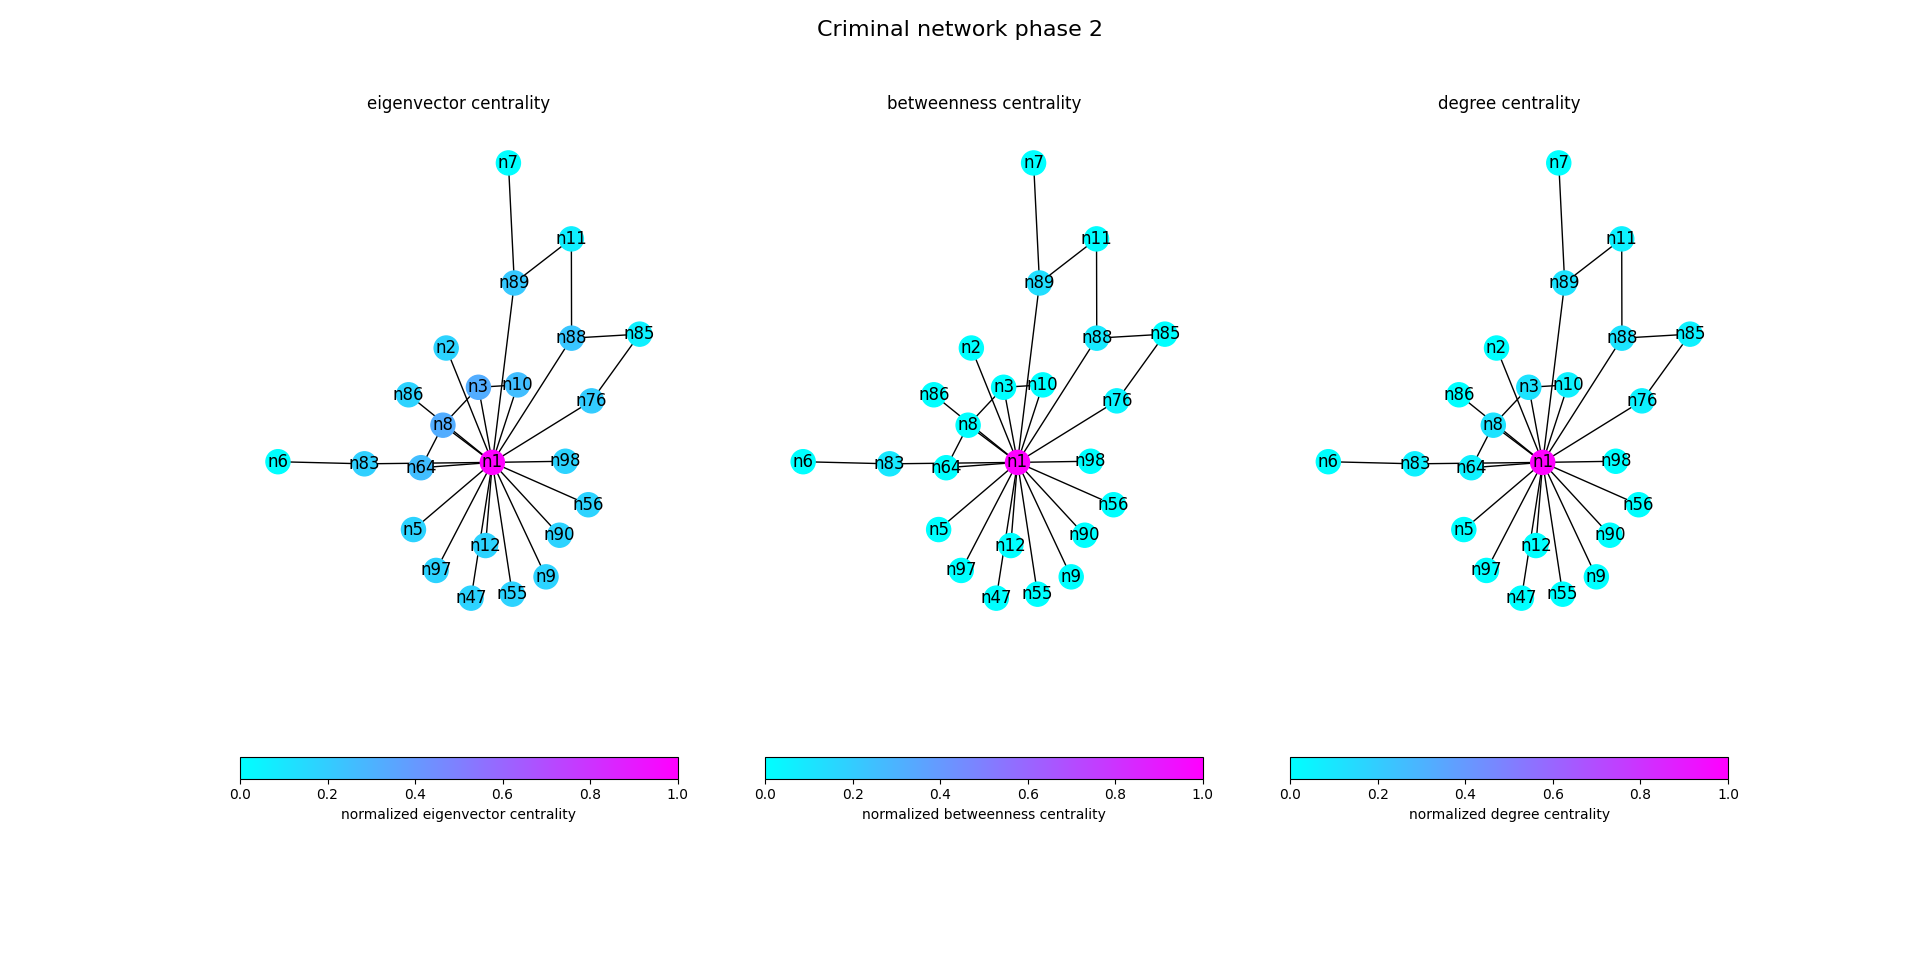 Criminal network phase 2
eigenvector centrality
n7
n11
n89
n88
n85
n2
n3
n10
n86
n76
n8
n6
n83
n64
n1
n98
n56
n5
n12
n90
n97
n9
n47
n55
0.0 0.2 0.4 0.6 0.8 1.0
normalized eigenvector centrality
betweenness centrality
n7
n11
n89
n88
n85
n2
n3
n10
n86
n76
n8
n6
n83
n64
n1
n98
n56
n5
n12
n90
n97
n9
n47
n55
0.0 0.2 0.4 0.6 0.8 1.0
normalized betweenness centrality
degree centrality
n7
n11
n89
n88
n85
n2
n3
n10
n86
n76
n8
n6
n83
n64
n1
n98
n56
n5
n12
n90
n97
n9
n47
n55
0.0 0.2 0.4 0.6 0.8 1.0
normalized degree centrality